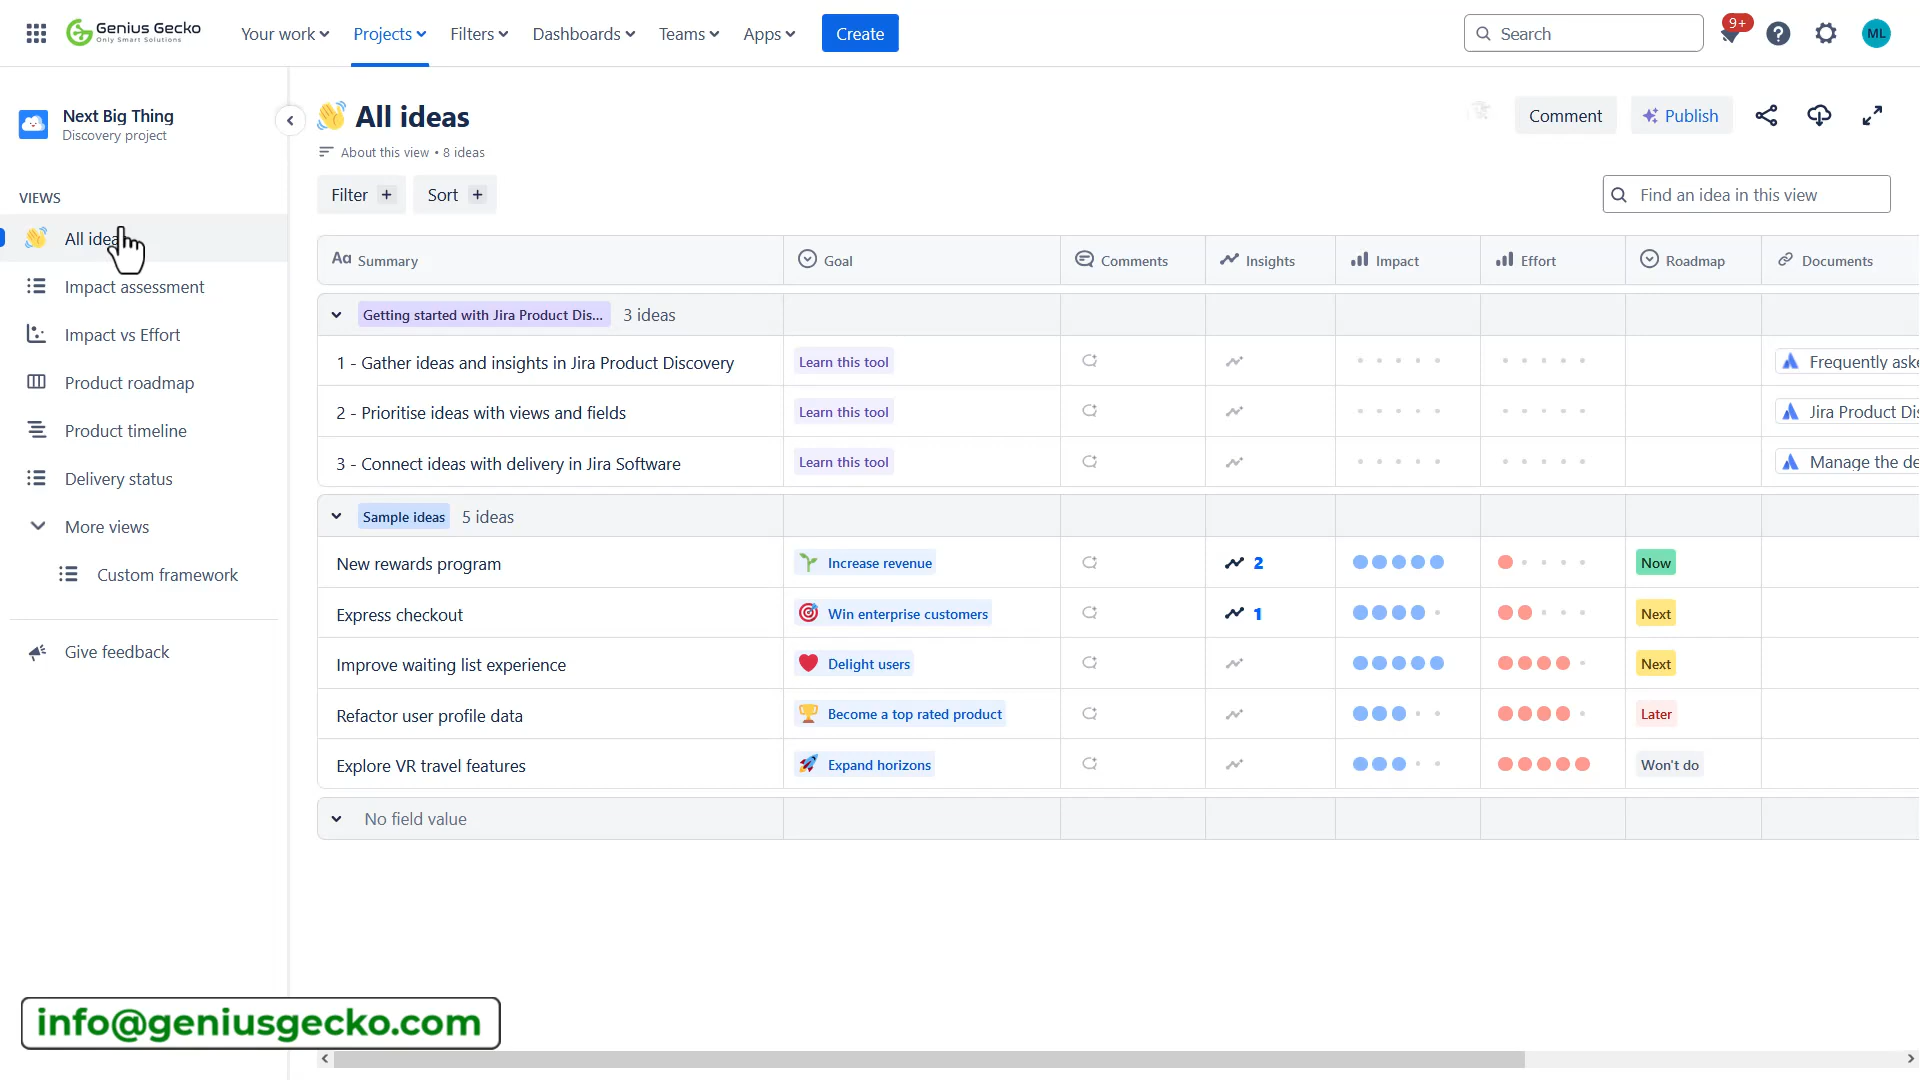 Genius Gecko
Only Smart Solutions
Your work
Projects
Filters
Dashboards
Teams
Apps
Create
Search
9+
ML
Next Big Thing
Discovery project
VIEWS
All idea
Impact assessment
Impact vs Effort
Product roadmap
Product timeline
Delivery status
More views
Custom framework
Give feedback
All ideas
About this view • 8 ideas
Comment
Publish
Filter +
Sort +
Find an idea in this view
Aa Summary
Goal
Comments
Insights
Impact
Effort
Roadmap
Documents
Getting started with Jira Product Dis... 3 ideas
1 - Gather ideas and insights in Jira Product Discovery
Learn this tool
Frequently aske
2 - Prioritise ideas with views and fields
Learn this tool
Jira Product Dis
3 - Connect ideas with delivery in Jira Software
Learn this tool
Manage the de
Sample ideas 5 ideas
New rewards program
Increase revenue
2
Now
Express checkout
Win enterprise customers
1
Next
Improve waiting list experience
Delight users
Next
Refactor user profile data
Become a top rated product
Later
Explore VR travel features
Expand horizons
Won't do
No field value
info@geniusgecko.com